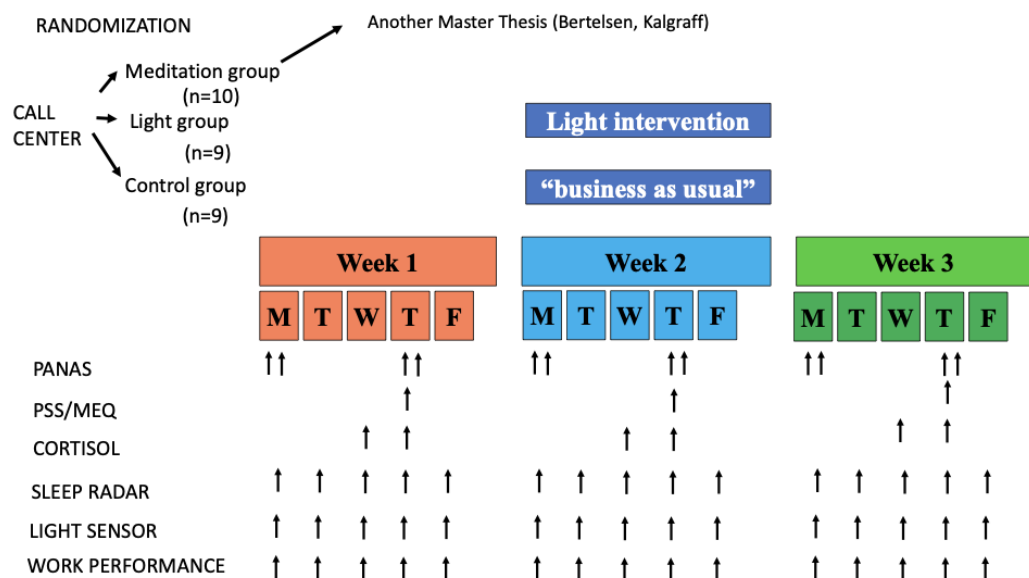 RANDOMIZATION
Another Master Thesis (Bertelsen, Kalgraff)
Meditation group
(n=10)
CALL
CENTER
Light group
(n=9)
Control group
(n=9)
Light intervention
“business as usual”
Week 1 Week 2 Week 3
M T W T F M T W T F M T W T F
PANAS
PSS/MEQ
CORTISOL
SLEEP RADAR
LIGHT SENSOR
WORK PERFORMANCE